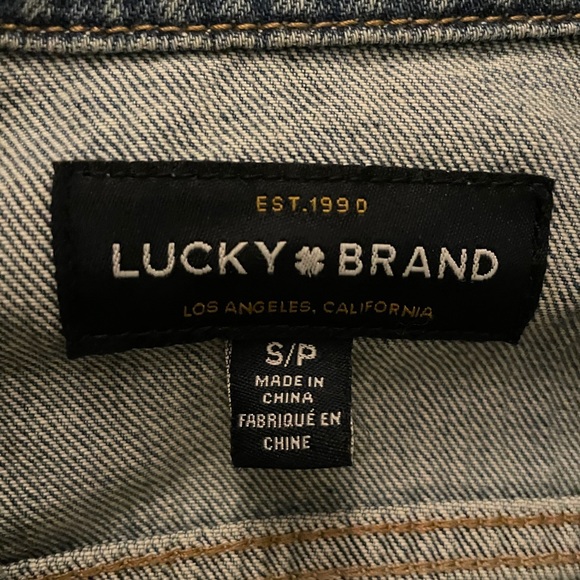 EST.1990
LUCKY BRAND
LOS ANGELES, CALIFORNIA
S/P
MADE IN
CHINA
FABRIQUÉ EN
CHINE